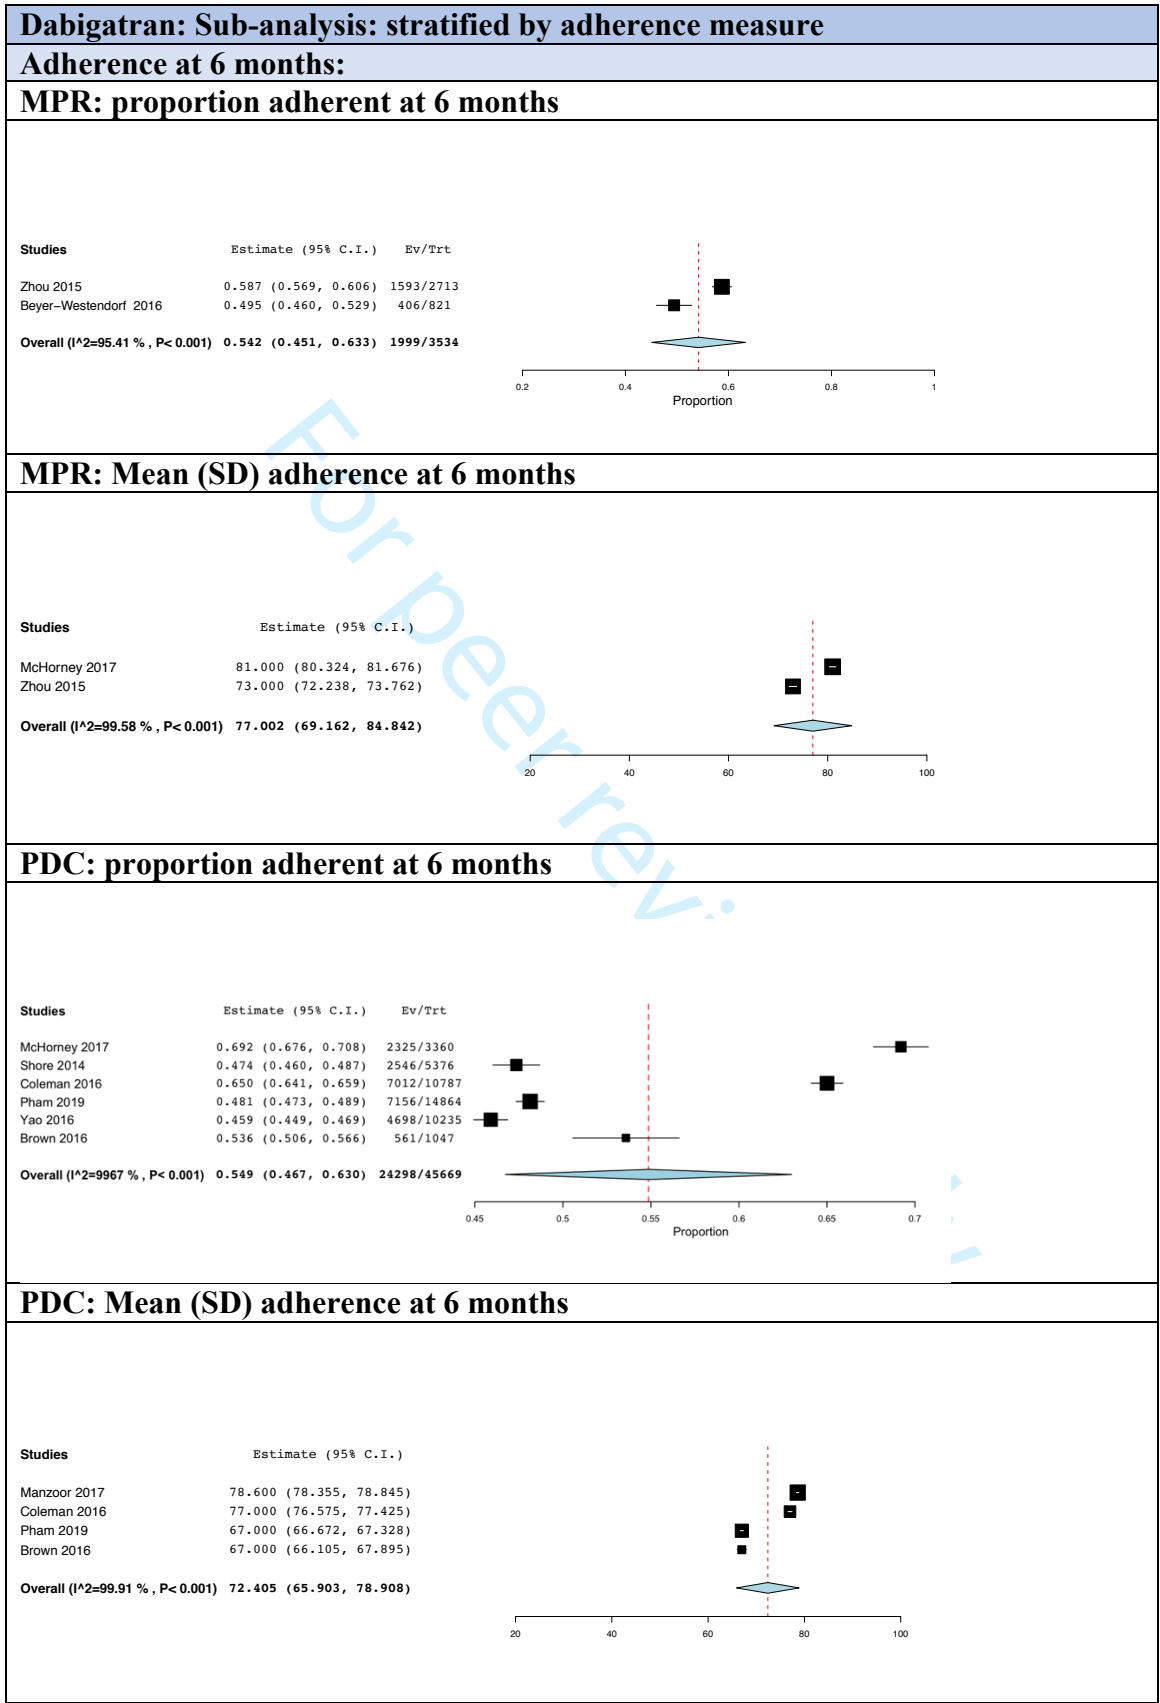 Dabigatran: Sub-analysis: stratified by adherence measure
Adherence at 6 months:
MPR: proportion adherent at 6 months
Studies Estimate (95% C.I.) Ev/Trt
Zhou 2015 0.587 (0.569, 0.606) 1593/2713
Beyer−Westendorf 2016 0.495 (0.460, 0.529) 406/821
Overall (I^2=95.41 % , P< 0.001) 0.542 (0.451, 0.633) 1999/3534
0.2 0.4 0.6 0.8 1
Proportion
MPR: Mean (SD) adherence at 6 months
Studies Estimate (95% C.I.)
McHorney 2017 81.000 (80.324, 81.676)
Zhou 2015 73.000 (72.238, 73.762)
Overall (I^2=99.58 % , P< 0.001) 77.002 (69.162, 84.842)
20 40 60 80 100
PDC: proportion adherent at 6 months
Studies Estimate (95% C.I.) Ev/Trt
McHorney 2017 0.692 (0.676, 0.708) 2325/3360
Shore 2014 0.474 (0.460, 0.487) 2546/5376
Coleman 2016 0.650 (0.641, 0.659) 7012/10787
Pham 2019 0.481 (0.473, 0.489) 7156/14864
Yao 2016 0.459 (0.449, 0.469) 4698/10235
Brown 2016 0.536 (0.506, 0.566) 561/1047
Overall (I^2=9967 % , P< 0.001) 0.549 (0.467, 0.630) 24298/45669
0.45 0.5 0.55 0.6 0.65 0.7
Proportion
PDC: Mean (SD) adherence at 6 months
Studies Estimate (95% C.I.)
Manzoor 2017 78.600 (78.355, 78.845)
Coleman 2016 77.000 (76.575, 77.425)
Pham 2019 67.000 (66.672, 67.328)
Brown 2016 67.000 (66.105, 67.895)
Overall (I^2=99.91 % , P< 0.001) 72.405 (65.903, 78.908)
20 40 60 80 100
For peer revi